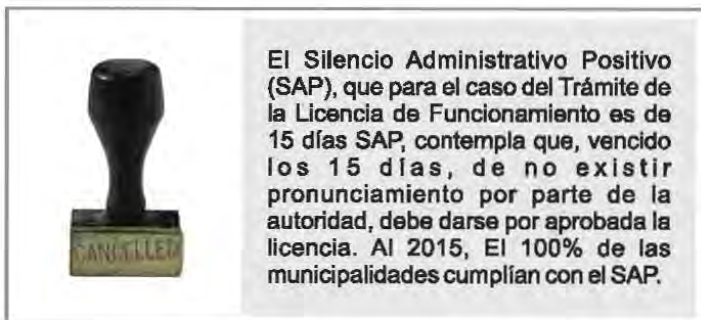 El Silencio Administrativo Positivo
(SAP), que para el caso del Trámite de
la Licencia de Funcionamiento es de
15 días SAP, contempla que, vencido
los 15 días, de no existir
pronunciamiento por parte de la
autoridad, debe darse por aprobada la
licencia. Al 2015, El 100% de las
municipalidades cumplían con el SAP.
CANCELLED